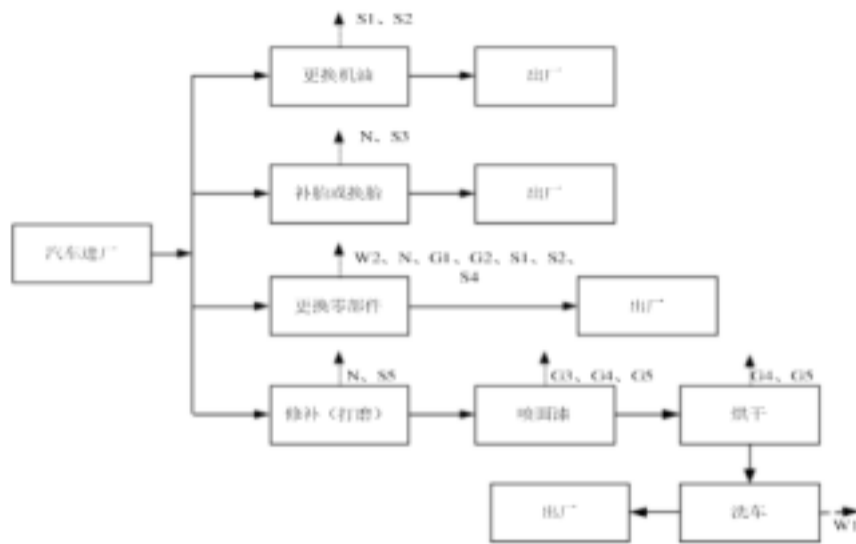 S1、S2
更换机油
出厂
N、S3
补胎或换胎
出厂
汽车进厂
W2、N、G1、G2、S1、S2、
S4
更换零部件
出厂
N、S5
G3、G4、G5
G4、G5
修补（打磨）
喷面漆
烘干
出厂
洗车
W1